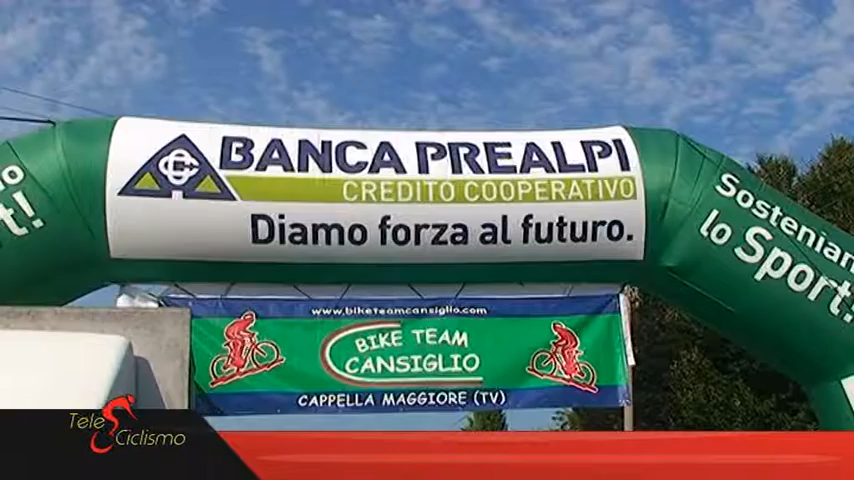 BANCA PREALPI
CREDITO COOPERATIVO
Diamo forza al futuro.
Sosteniam
lo Sport!
www.biketeamcansiglio.com
BIKE TEAM
CANSIGLIO
CAPPELLA MAGGIORE (TV)
Tele Ciclismo